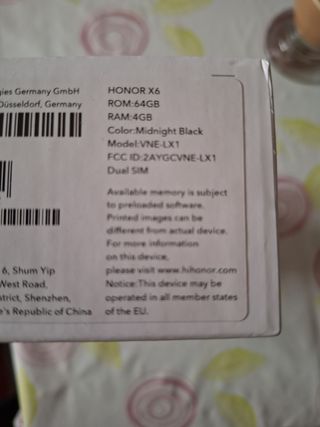 gies Germany GmbH
Düsseldorf, Germany
6, Shum Yip
West Road,
trict, Shenzhen,
e's Republic of China
HONOR X6
ROM:64GB
RAM:4GB
Color:Midnight Black
Model:VNE-LX1
FCC ID:2AYGCVNE-LX1
Dual SIM
Available memory is subject
to preloaded software.
Printed images can be
different from actual device.
For more information
on this device,
please visit www.hihonor.com
Notice:This device may be
operated in all member states
of the EU.